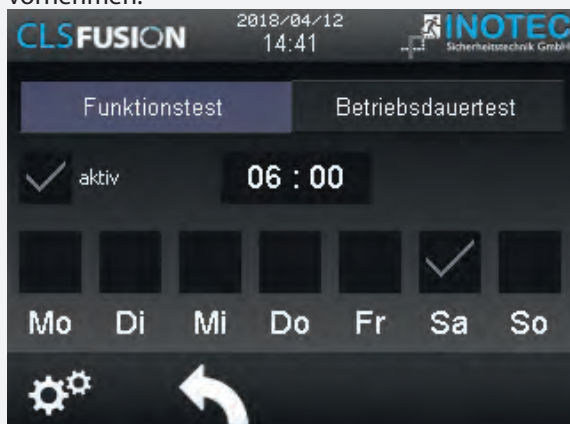 vornehmen.
CLSFUSION 2018/04/12 INOTEC
14:41 Sicherheitstechnik GmbH
Funktionstest Betriebsdauertest
aktiv 06 : 00
Mo Di Mi Do Fr Sa So